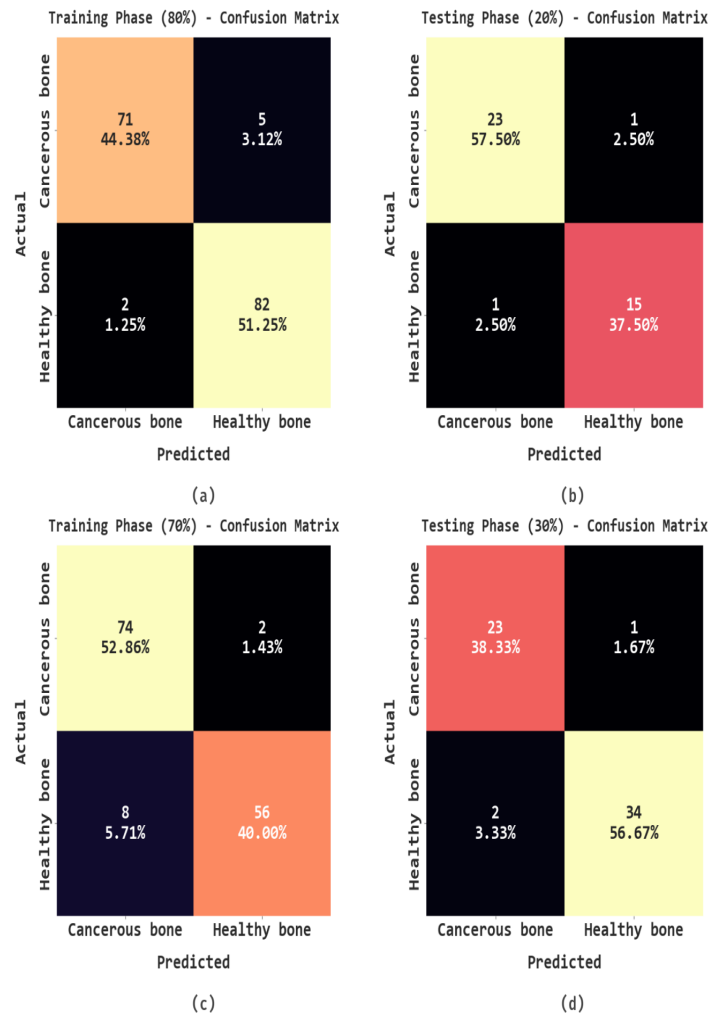 Training Phase (80%) - Confusion Matrix
Actual
Cancerous bone
Healthy bone
71
44.38%
5
3.12%
2
1.25%
82
51.25%
Cancerous bone
Healthy bone
Predicted
(a)
Testing Phase (20%) - Confusion Matrix
Actual
Cancerous bone
Healthy bone
23
57.50%
1
2.50%
1
2.50%
15
37.50%
Cancerous bone
Healthy bone
Predicted
(b)
Training Phase (70%) - Confusion Matrix
Actual
Cancerous bone
Healthy bone
74
52.86%
2
1.43%
8
5.71%
56
40.00%
Cancerous bone
Healthy bone
Predicted
(c)
Testing Phase (30%) - Confusion Matrix
Actual
Cancerous bone
Healthy bone
23
38.33%
1
1.67%
2
3.33%
34
56.67%
Cancerous bone
Healthy bone
Predicted
(d)